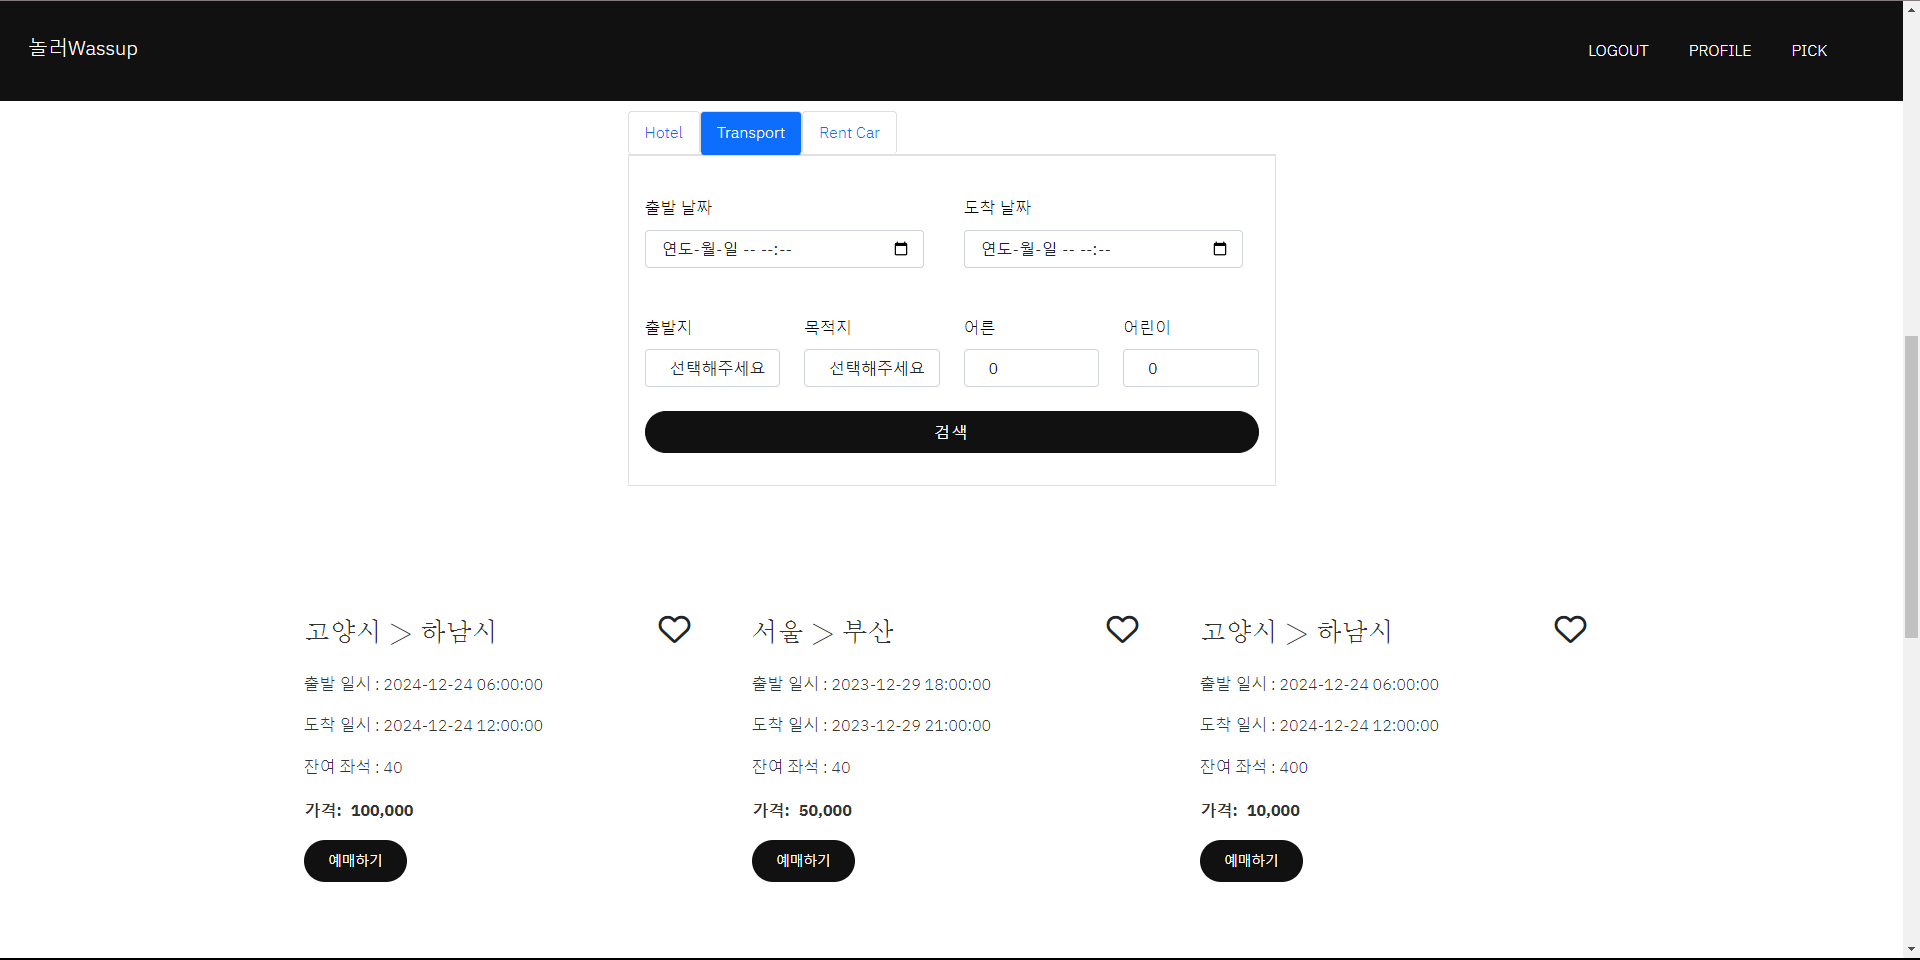 놀러Wassup
LOGOUT PROFILE PICK
Hotel Transport Rent Car
출발 날짜 도착 날짜
연도-월-일 -- --:-- 연도-월-일 -- --:--
출발지 목적지 어른 어린이
선택해주세요 선택해주세요 0 0
검색
고양시 > 하남시
출발 일시 : 2024-12-24 06:00:00
도착 일시 : 2024-12-24 12:00:00
잔여 좌석 : 40
가격: 100,000
예매하기
서울 > 부산
출발 일시 : 2023-12-29 18:00:00
도착 일시 : 2023-12-29 21:00:00
잔여 좌석 : 40
가격: 50,000
예매하기
고양시 > 하남시
출발 일시 : 2024-12-24 06:00:00
도착 일시 : 2024-12-24 12:00:00
잔여 좌석 : 400
가격: 10,000
예매하기